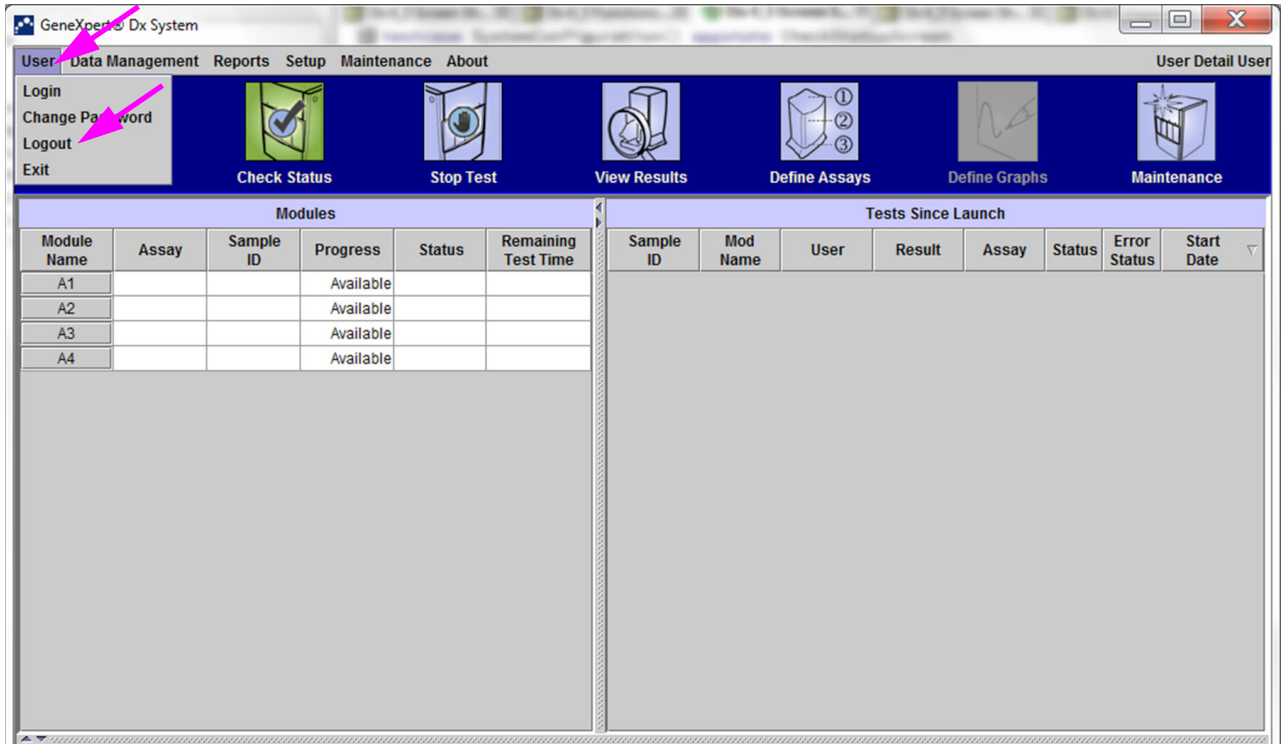 GeneXpert® Dx System
User Data Management Reports Setup Maintenance About User Detail User
Login
Change Password
Logout
Exit
Check Status Stop Test View Results Define Assays Define Graphs Maintenance
① 
②
③
Modules Tests Since Launch
Module Name Assay Sample ID Progress Status Remaining Test Time Sample ID Mod Name User Result Assay Status Error Status Start Date
A1 Available
A2 Available
A3 Available
A4 Available